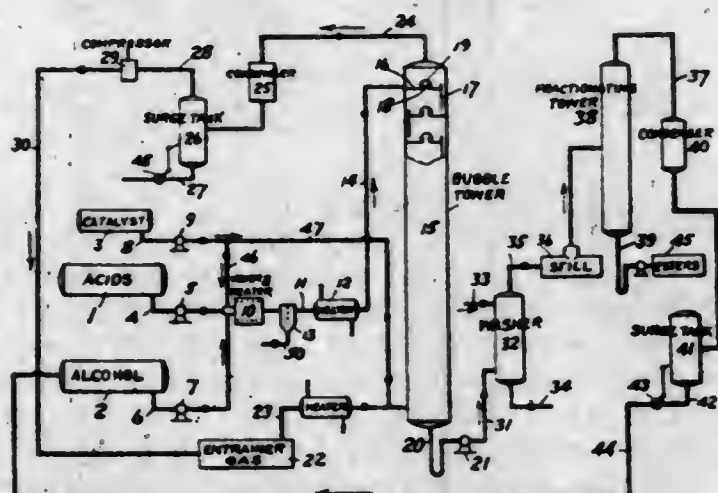 24
19
COMPRESSOR
28
29
16
CONDENSER
25
17
18
FRACTIONATING
TOWER
38
37
CONDENSER
40
SURGE TANK
26
30
48
27
14
BUBBLE
TOWER
15
CATALYST
3
8
9
47
46
39
45
35
36
STILL
ACIDS
1
4
5
10
11
12
HEATER
13
50
33
WASHER
32
SURGE TANK
41
ALCOHOL
2
6
7
23
HEATER
34
43
42
31
20
21
44
ENTRAINER
GAS
22